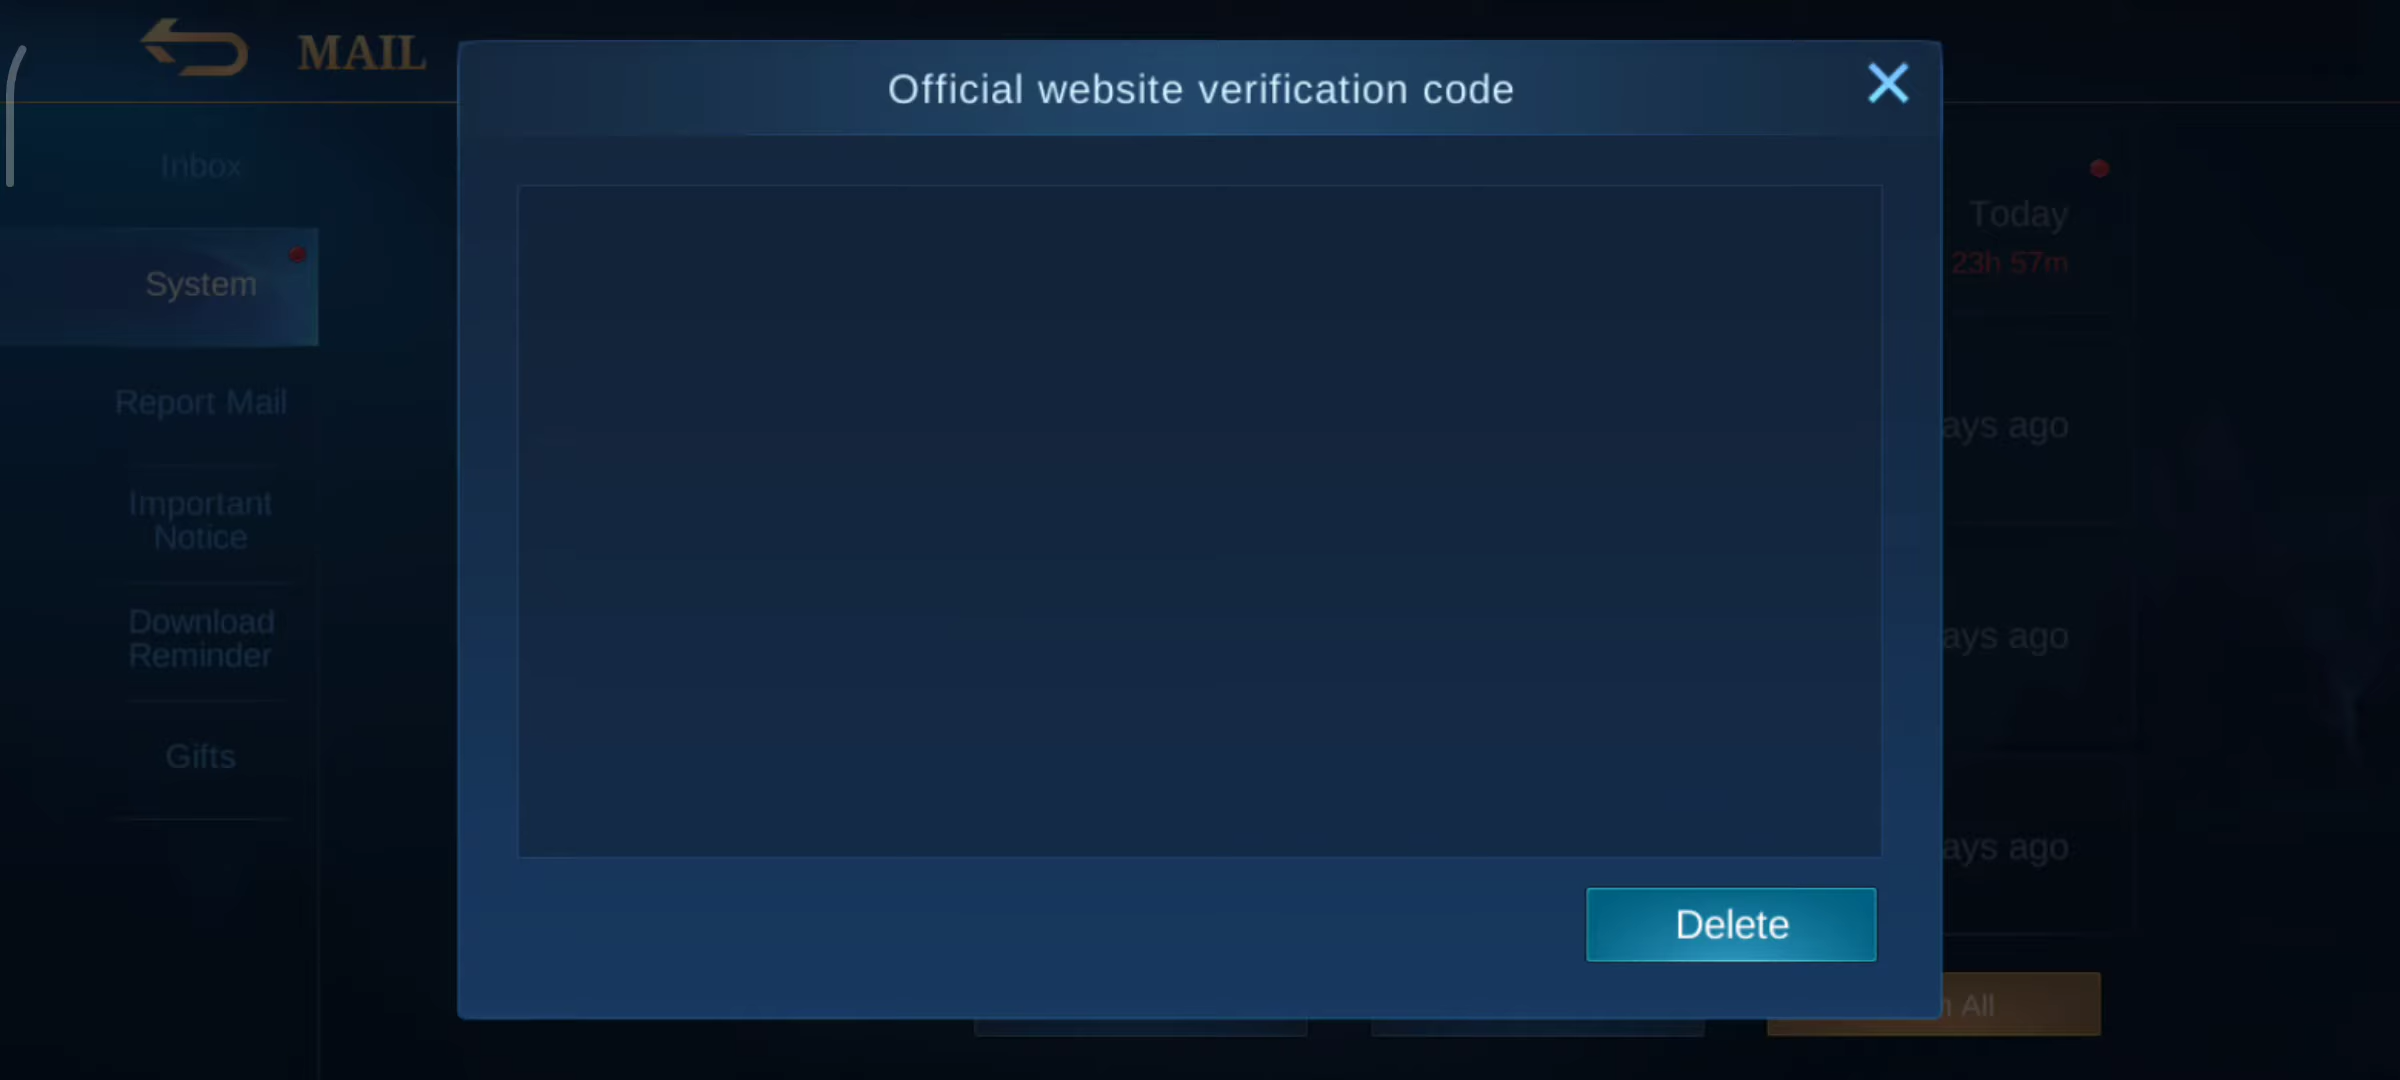 MAIL
Official website verification code
Inbox
Today
23h 57m
System
Report Mail
ays ago
Important
Notice
Download
Reminder
ays ago
Gifts
ays ago
Delete
All